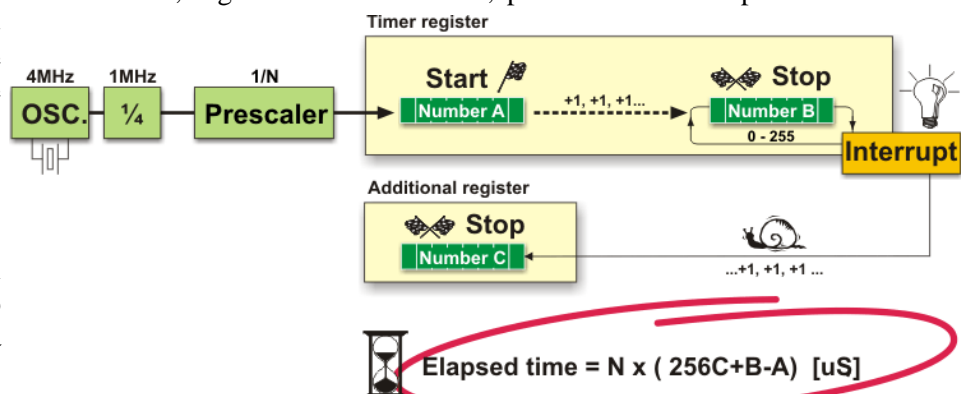 Timer register
4MHz 1MHz 1/N
OSC. ¼ Prescaler
Start Stop
Number A +1, +1, +1... Number B
0 - 255
Interrupt
Additional register
Stop
Number C
...+1, +1, +1 ...
Elapsed time = N x ( 256C+B-A) [uS]